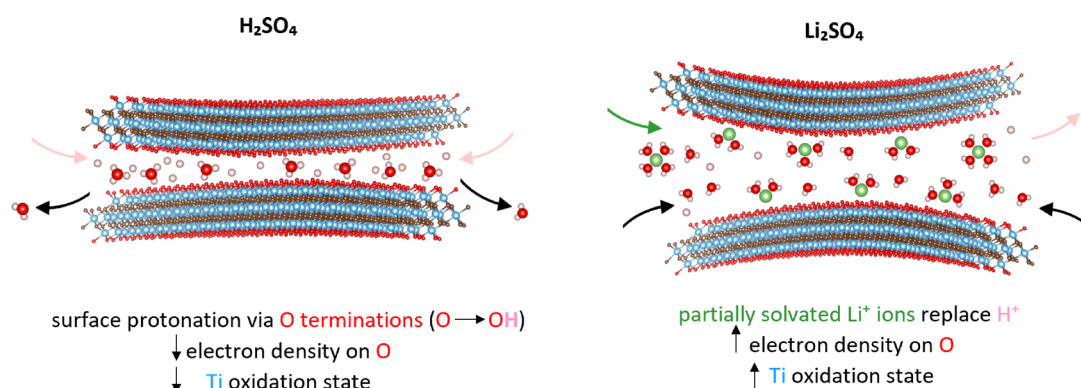 H₂SO₄
surface protonation via O terminations (O → OH)
↓ electron density on O
↓ Ti oxidation state
Li₂SO₄
partially solvated Li⁺ ions replace H⁺
↑ electron density on O
↑ Ti oxidation state